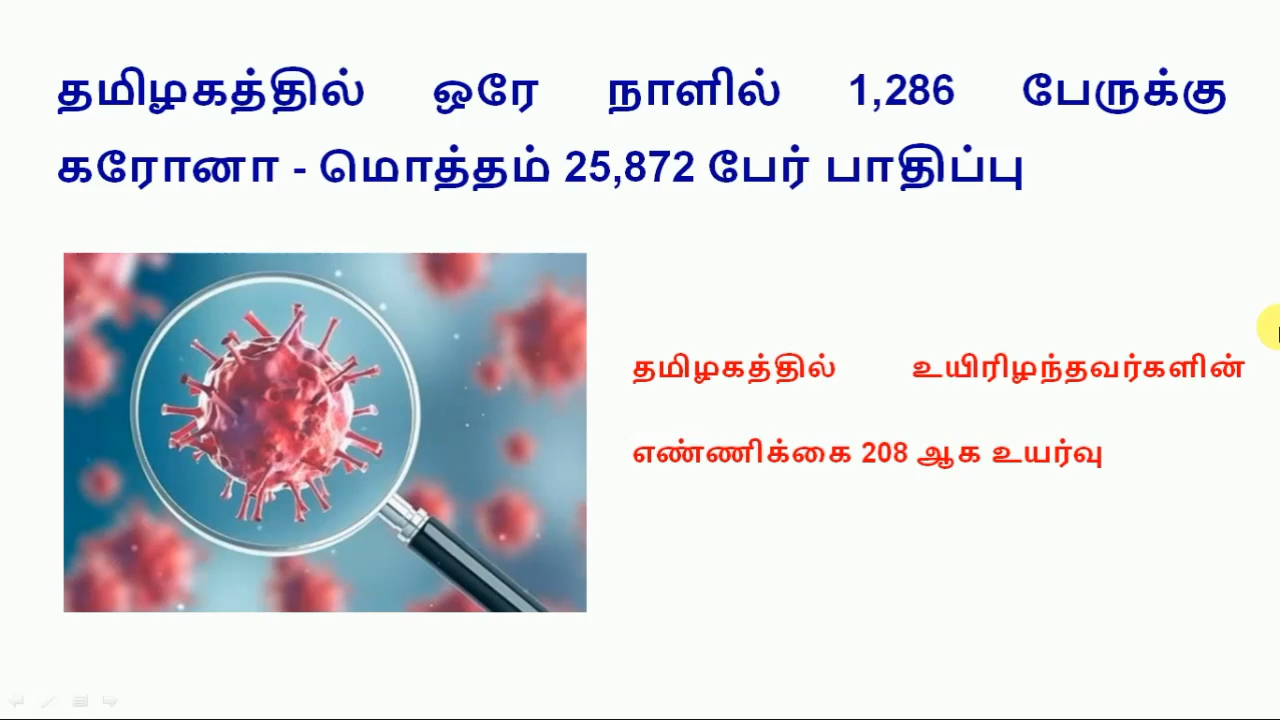 தமிழகத்தில் ஒரே நாளில் 1,286 பேருக்கு
கரோனா - மொத்தம் 25,872 பேர் பாதிப்பு
தமிழகத்தில் உயிரிழந்தவர்களின்
எண்ணிக்கை 208 ஆக உயர்வு